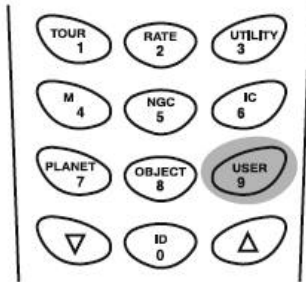 TOUR RATE UTILITY
1 2 3
M NGC IC
4 5 6
PLANET OBJECT USER
7 8 9
ID
0